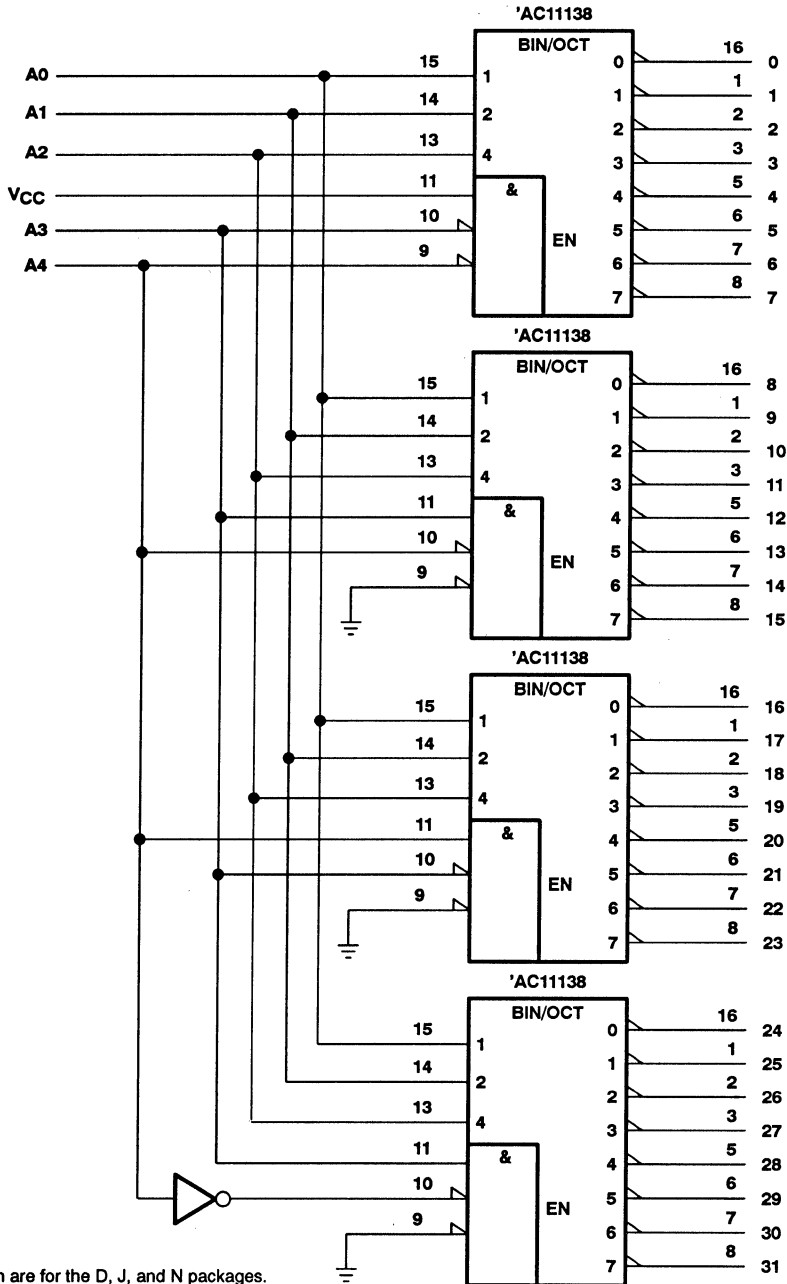 'AC11138
BIN/OCT
A0 15 1 0 16 0
A1 14 2 1 1 1
A2 13 4 2 2 2
3 3 3
VCC 11 & 4 5 4
A3 10 EN 5 6 5
A4 9 6 7 6
7 8 7
'AC11138
BIN/OCT
15 1 0 16 8
14 2 1 1 9
13 4 2 2 10
3 3 11
11 & 4 5 12
10 EN 5 6 13
9 6 7 14
7 8 15
'AC11138
BIN/OCT
15 1 0 16 16
14 2 1 1 17
13 4 2 2 18
3 3 19
11 & 4 5 20
10 EN 5 6 21
9 6 7 22
7 8 23
'AC11138
BIN/OCT
15 1 0 16 24
14 2 1 1 25
13 4 2 2 26
3 3 27
11 & 4 5 28
10 EN 5 6 29
9 6 7 30
7 8 31
are for the D, J, and N packages.